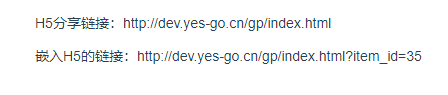 H5分享链接：http://dev.yes-go.cn/gp/index.html
嵌入H5的链接：http://dev.yes-go.cn/gp/index.html?item_id=35